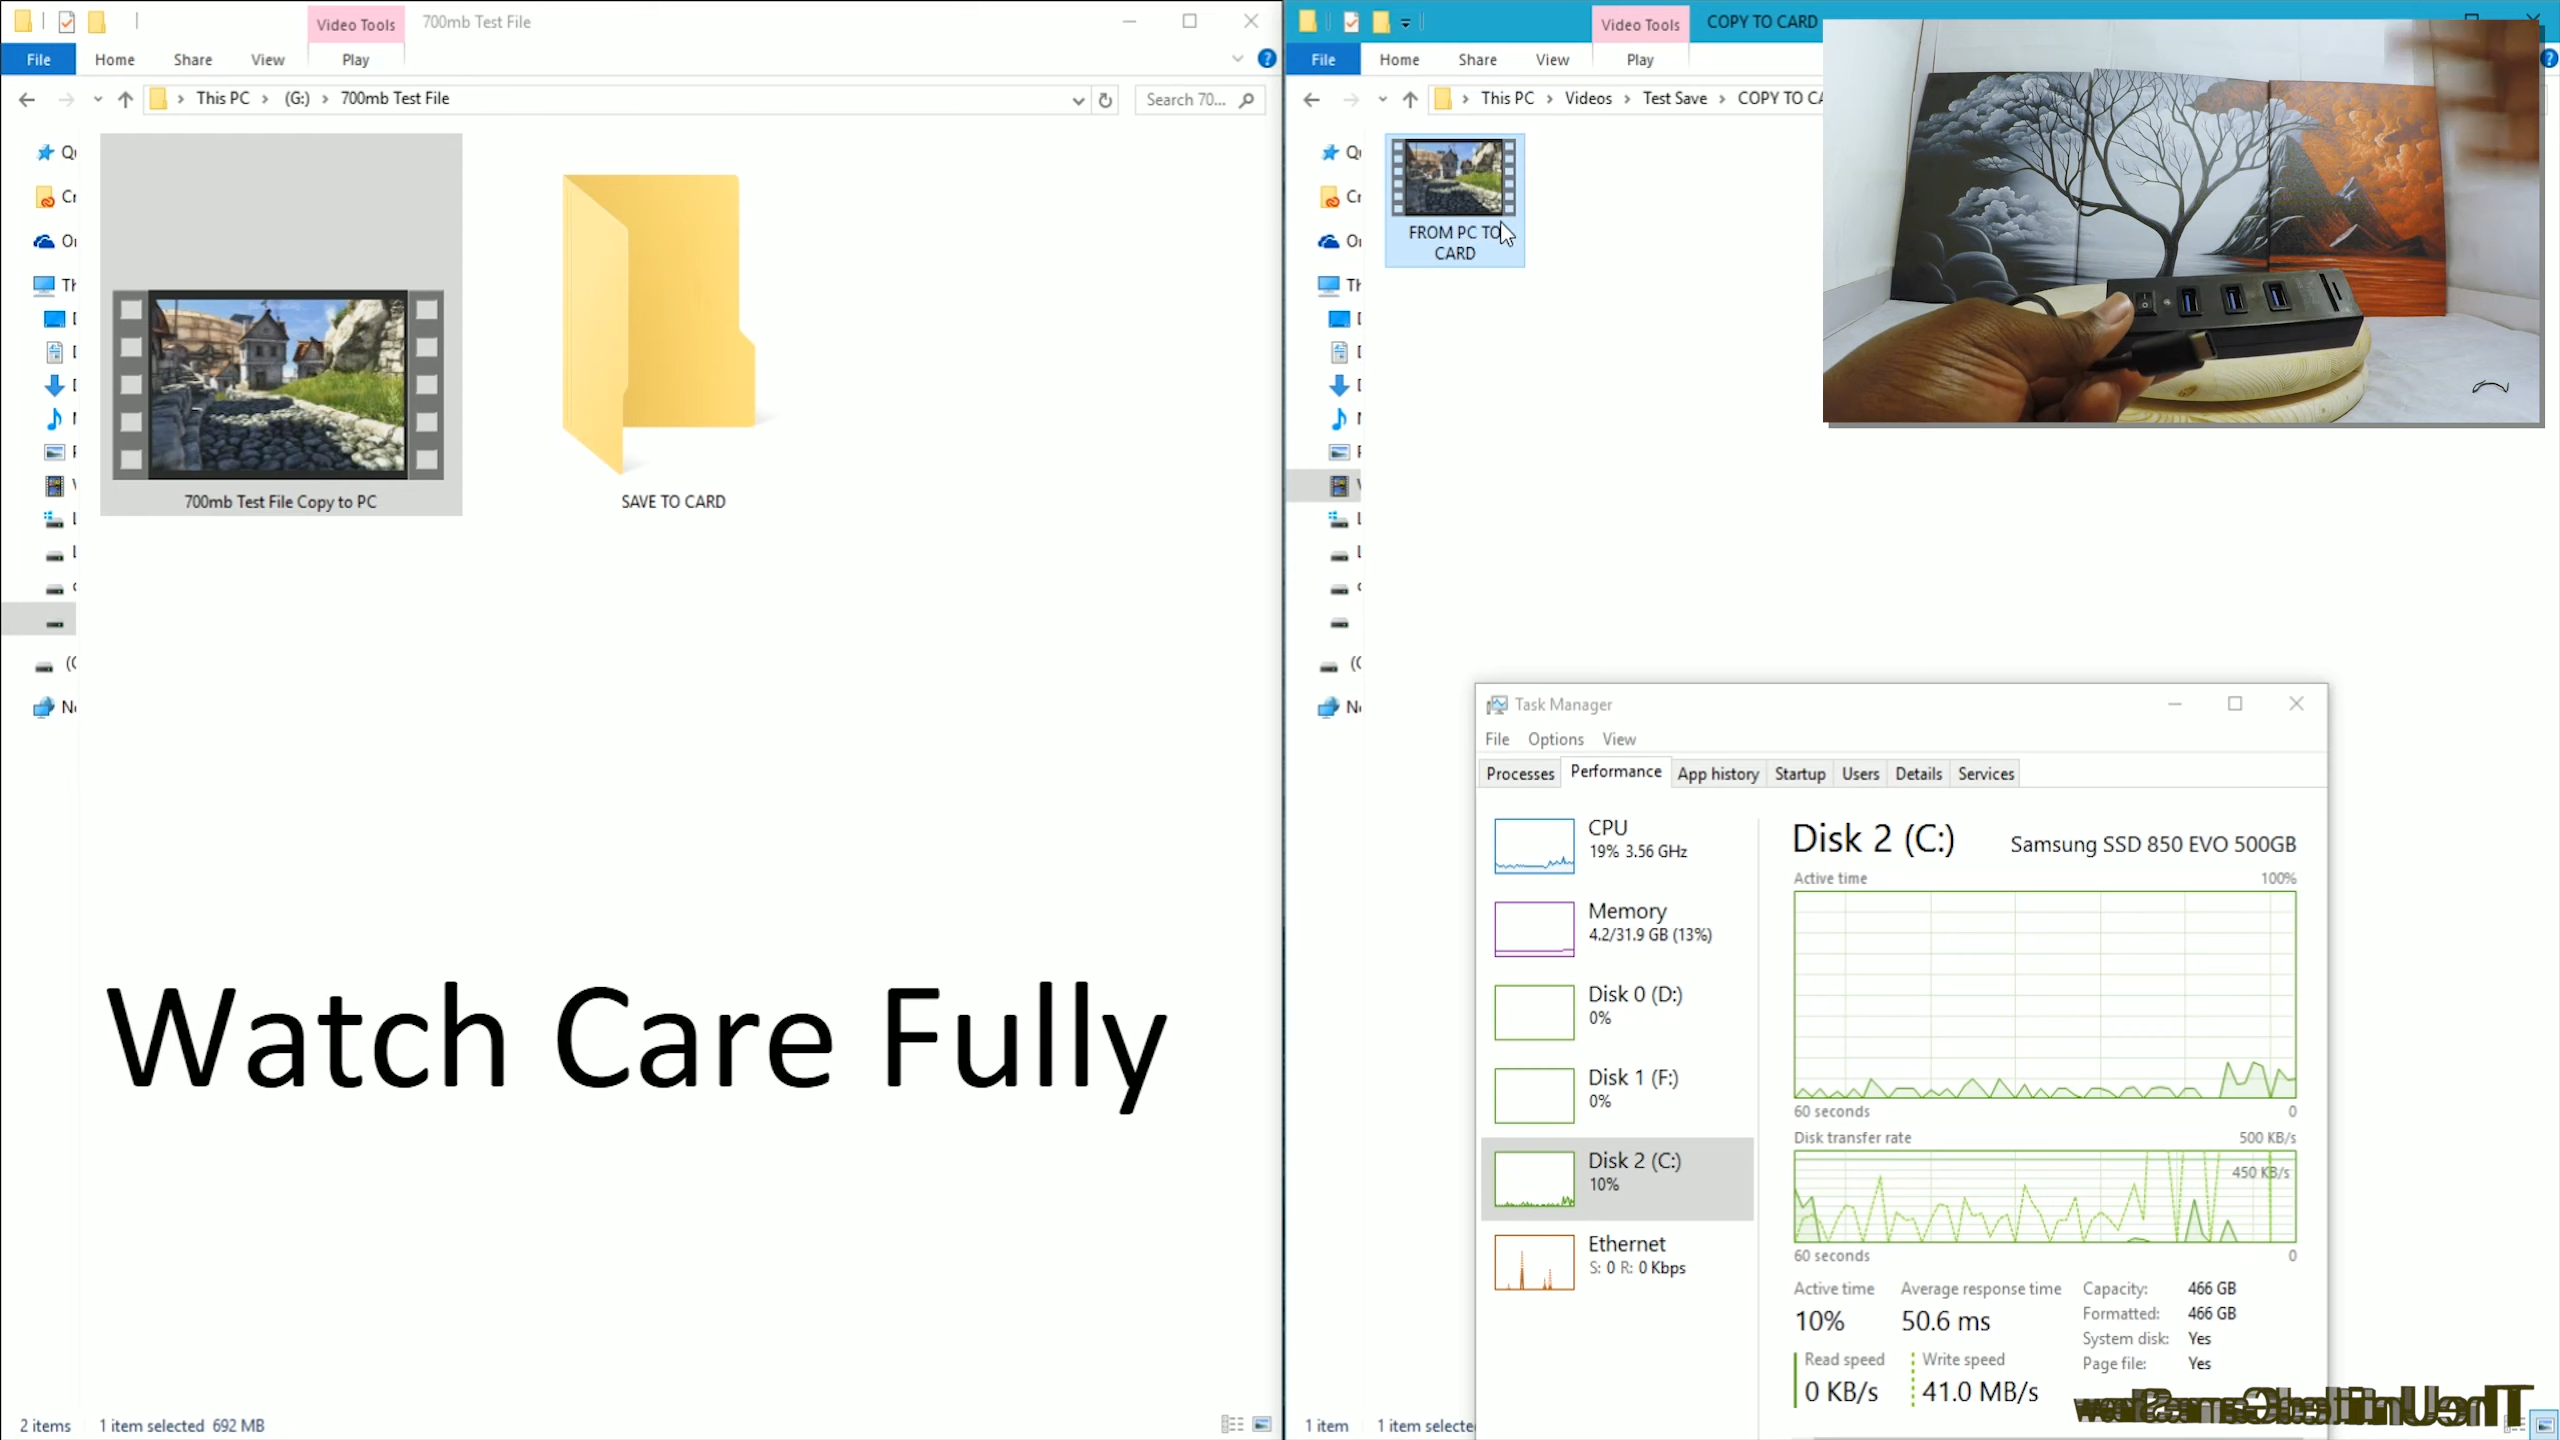 Video Tools
700mb Test File
File
Home
Share
View
Play
This PC
(G:)
700mb Test File
Search 70...
700mb Test File Copy to PC
SAVE TO CARD
Watch Care Fully
2 items
1 item selected 692 MB
Video Tools
COPY TO CARD
File
Home
Share
View
Play
This PC
Videos
Test Save
COPY TO CA
FROM PC TO
CARD
1 item
1 item selecte
Task Manager
File
Options
View
Processes
Performance
App history
Startup
Users
Details
Services
CPU
19% 3.56 GHz
Memory
4.2/31.9 GB (13%)
Disk 0 (D:)
0%
Disk 1 (F:)
0%
Disk 2 (C:)
10%
Ethernet
S: 0 R: 0 Kbps
Disk 2 (C:)
Samsung SSD 850 EVO 500GB
Active time
100%
60 seconds
0
Disk transfer rate
500 KB/s
450 KB/s
60 seconds
0
Active time
10%
Average response time
50.6 ms
Read speed
0 KB/s
Write speed
41.0 MB/s
Capacity: 466 GB
Formatted: 466 GB
System disk: Yes
Page file: Yes